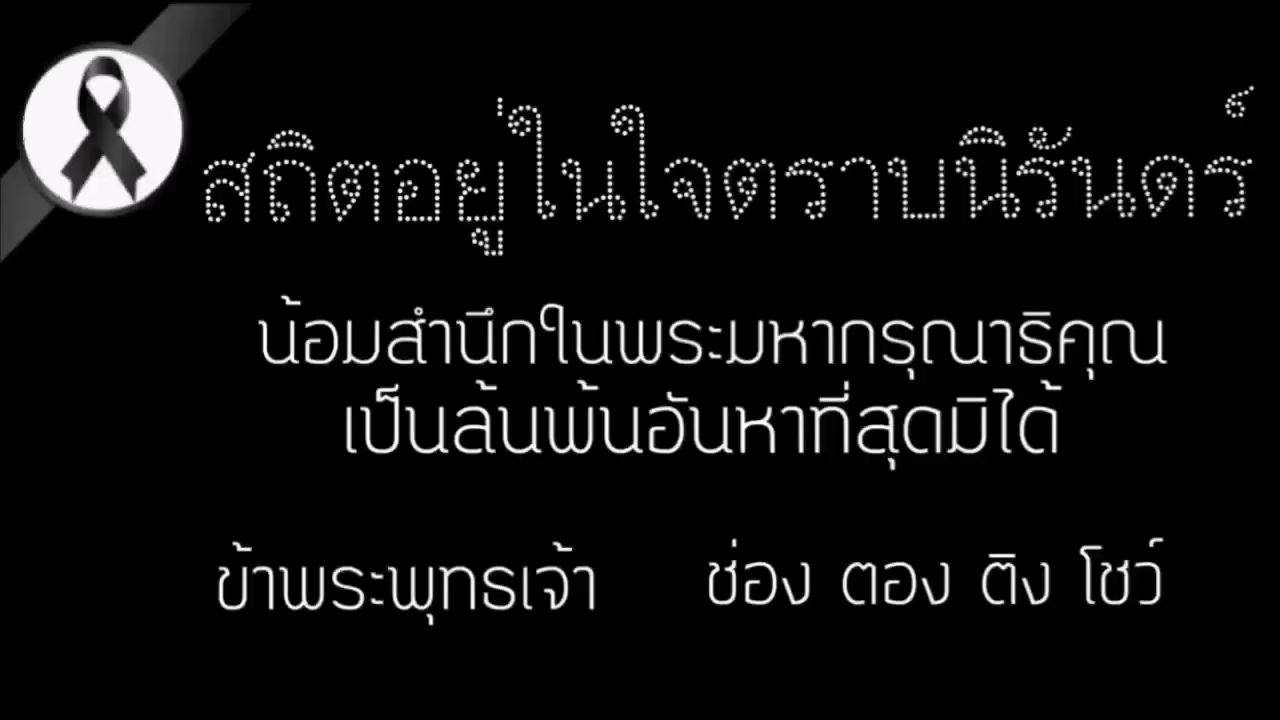 สถิตอยู่ในใจตราบนิรันดร์
น้อมสำนึกในพระมหากรุณาธิคุณ
เป็นล้นพ้นอันหาที่สุดมิได้
ข้าพระพุทธเจ้า ช่อง ตอง ติง โชว์